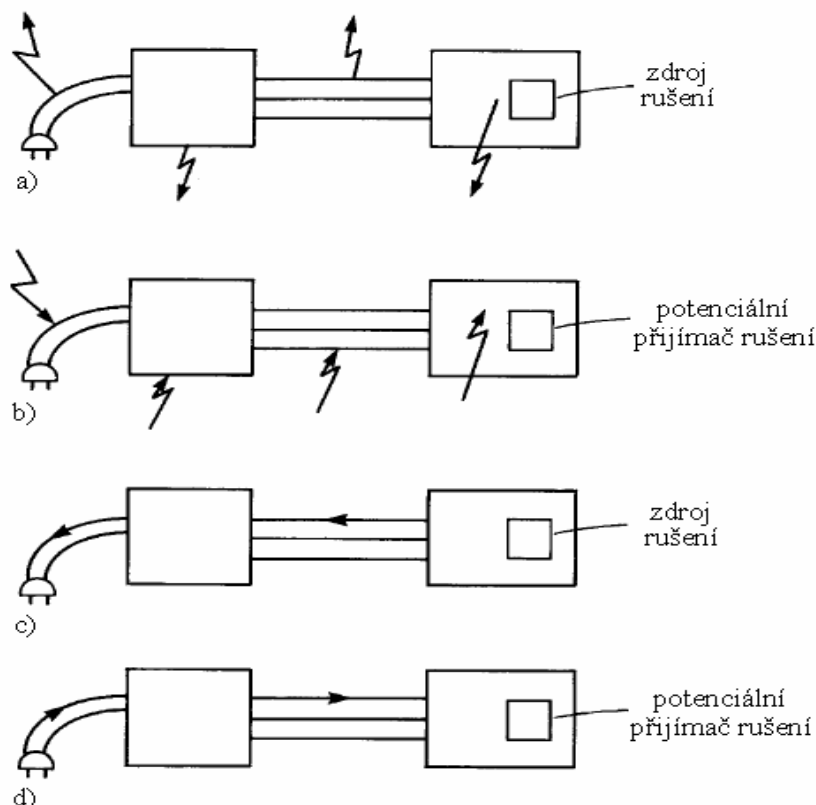 zdroj
rušení
a)
potenciální
přijímač rušení
b)
zdroj
rušení
c)
potenciální
přijímač rušení
d)